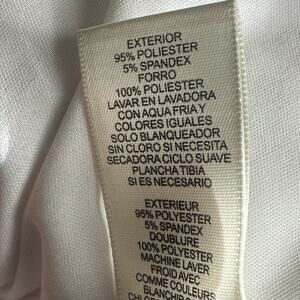 EXTERIOR
95% POLIESTER
5% SPANDEX
FORRO
100% POLIESTER
LAVAR EN LAVADORA
CON AGUA FRIA Y
COLORES IGUALES
SOLO BLANQUEADOR
SIN CLORO SI NECESITA
SECADORA CICLO SUAVE
PLANCHA TIBIA
SI ES NECESARIO
EXTERIEUR
95% POLYESTER
5% SPANDEX
DOUBLURE
100% POLYESTER
MACHINE LAVER
FROID AVEC
COMME COULEURS